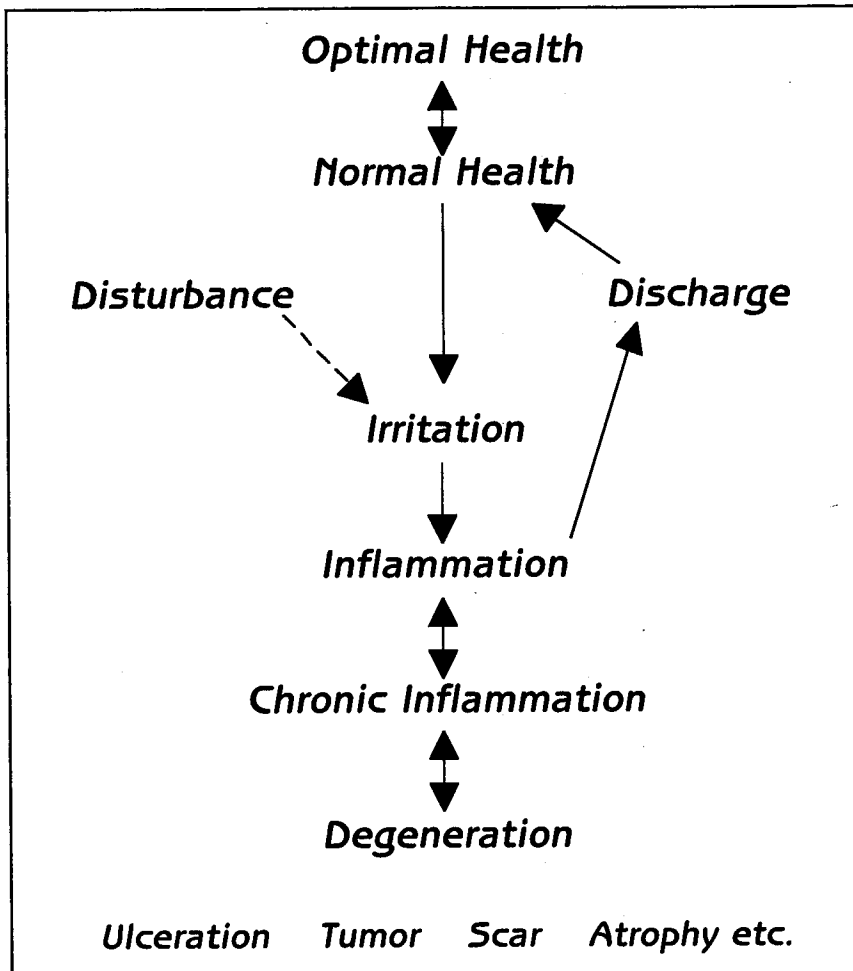 Optimal Health
Normal Health
Disturbance
Discharge
Irritation
Inflammation
Chronic Inflammation
Degeneration
Ulceration Tumor Scar Atrophy etc.